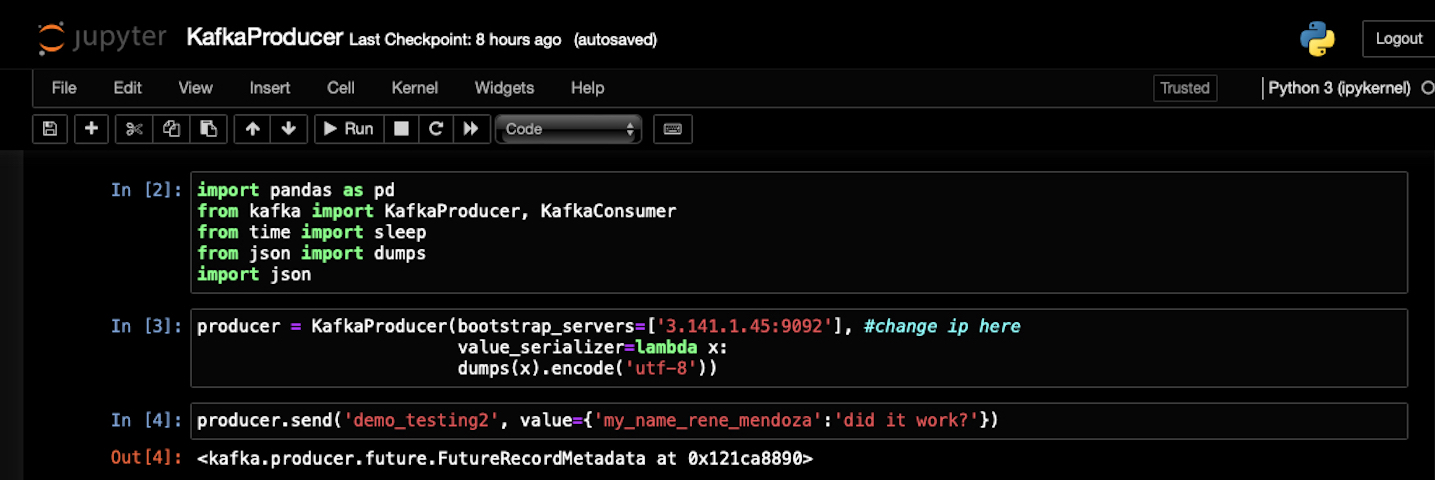 jupyter KafkaProducer Last Checkpoint: 8 hours ago (autosaved)
Logout
File Edit View Insert Cell Kernel Widgets Help
Trusted
Python 3 (ipykernel)
Run
Code
In [2]: import pandas as pd
from kafka import KafkaProducer, KafkaConsumer
from time import sleep
from json import dumps
import json
In [3]: producer = KafkaProducer(bootstrap_servers=['3.141.1.45:9092'], #change ip here
value_serializer=lambda x:
dumps(x).encode('utf-8'))
In [4]: producer.send('demo_testing2', value={'my_name_rene_mendoza':'did it work?'})
Out[4]: <kafka.producer.future.FutureRecordMetadata at 0x121ca8890>